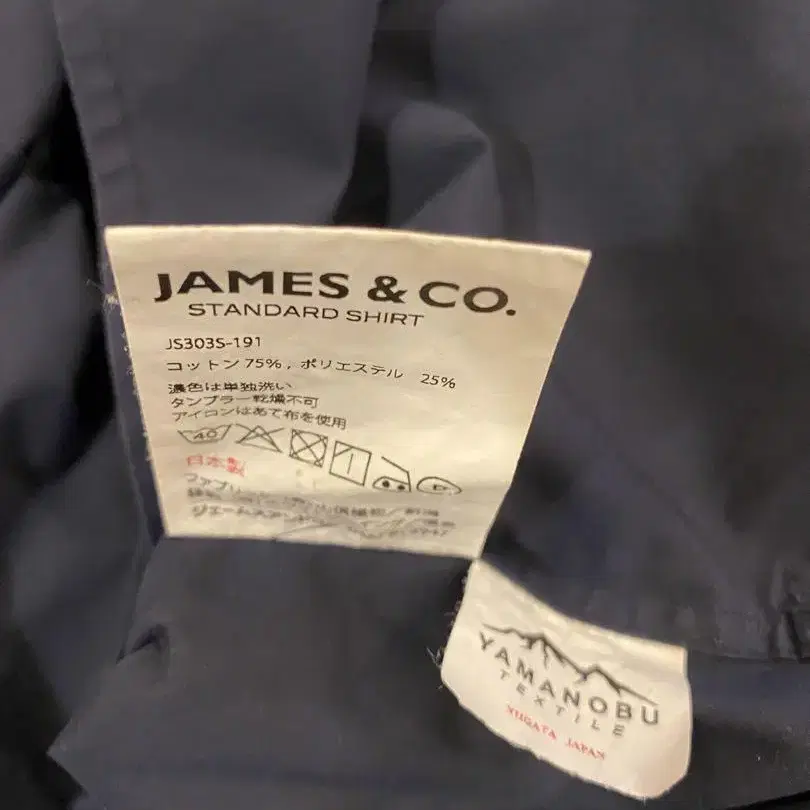 JAMES & CO.
STANDARD SHIRT
JS303S-191
コットン 75%, ポリエステル 25%
濃色は単独洗い
タンブラー乾燥不可
アイロンはあて布を使用
40
日本製
YAMANOBU
TEXTILE
NIIGATA JAPAN